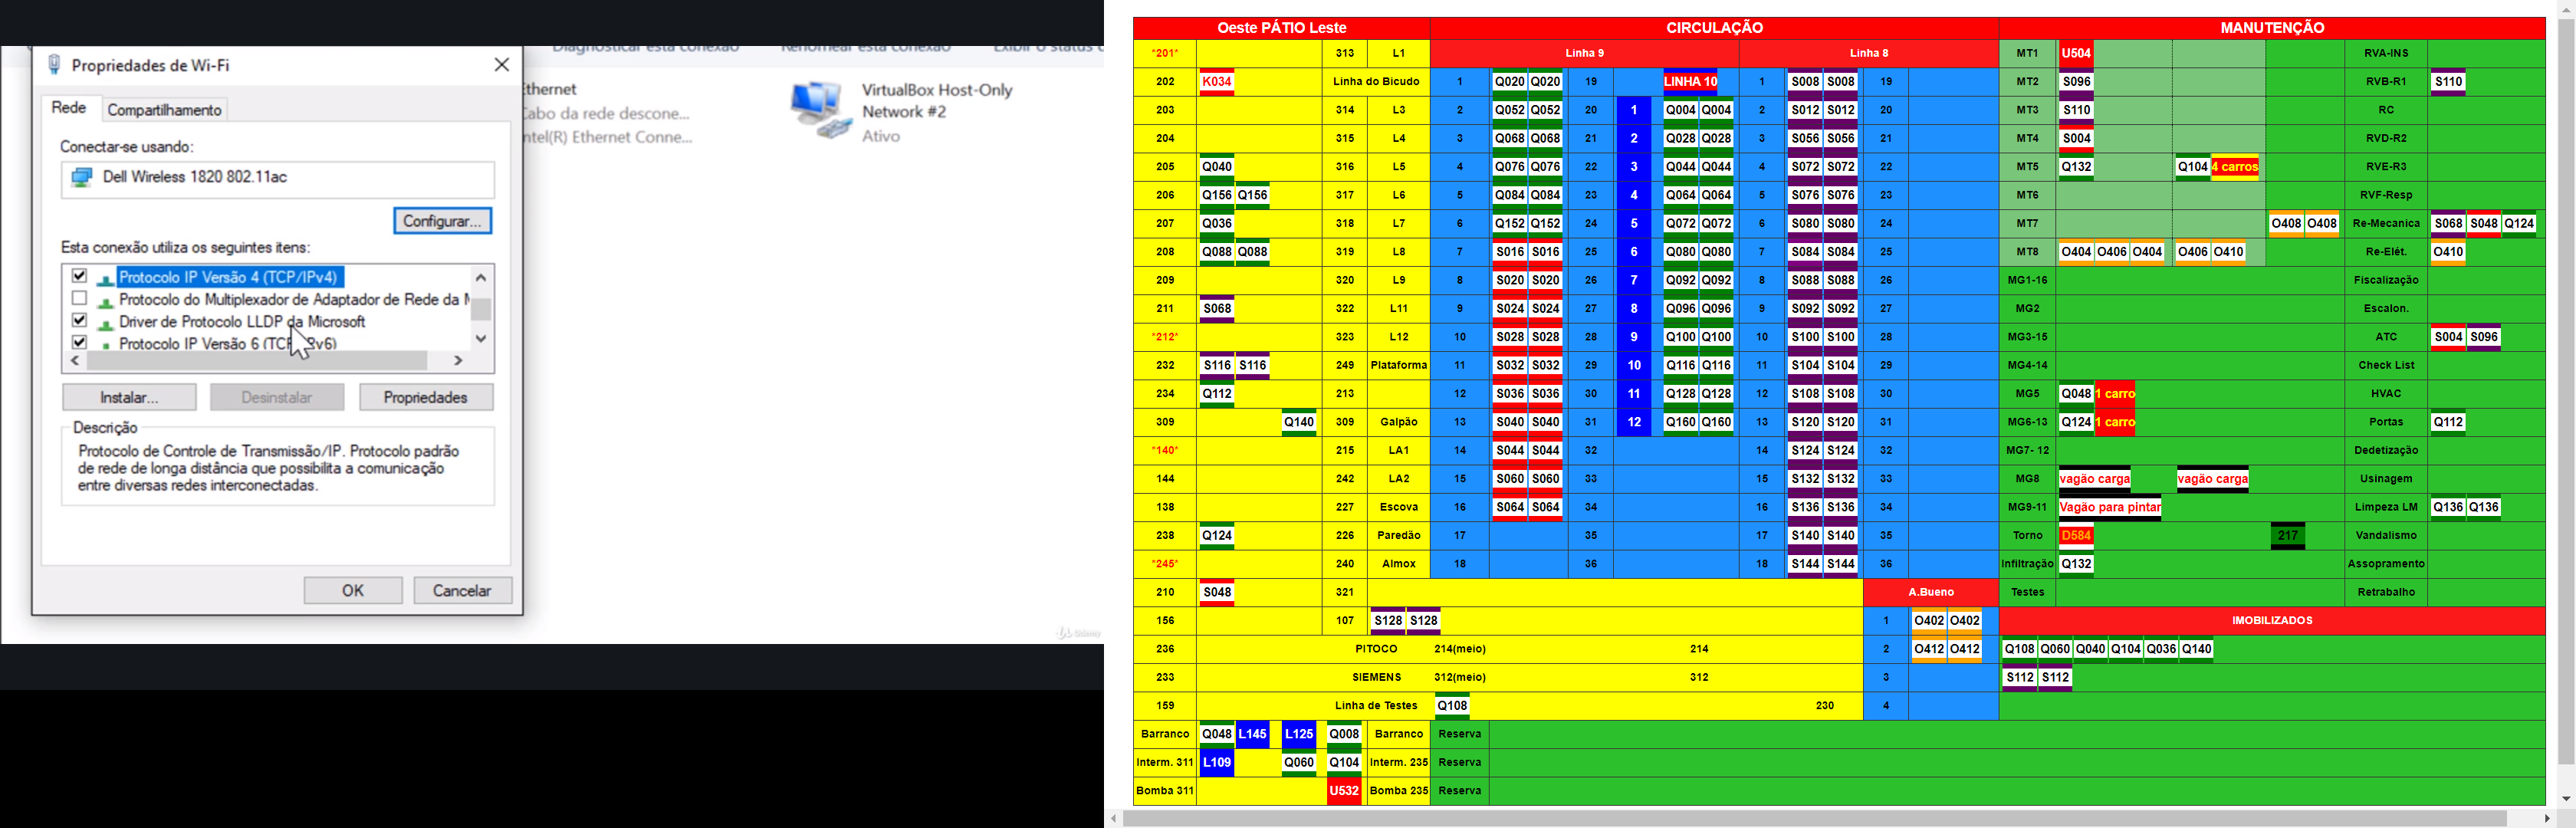 Diagnosticar esta conexão Renomear esta conexão Exibir o status
Propriedades de Wi-Fi
Rede Compartilhamento
Conectar-se usando:
Dell Wireless 1820 802.11ac
Configurar...
Esta conexão utiliza os seguintes itens:
Protocolo IP Versão 4 (TCP/IPv4)
Protocolo do Multiplexador de Adaptador de Rede da
Driver de Protocolo LLDP da Microsoft
Protocolo IP Versão 6
Instalar... Desinstalar Propriedades
Descrição
Protocolo de Controle de Transmissão/IP. Protocolo padrão
de rede de longa distância que possibilita a comunicação
entre diversas redes interconectadas.
OK Cancelar
VirtualBox Host-Only
Network #2
Ativo
Udemy
Oeste PÁTIO Leste CIRCULAÇÃO MANUTENÇÃO
*201* 313 L1 Linha 9 Linha 8 MT1 U504 RVA-INS
202 K034 Linha do Bicudo 1 Q020 Q020 19 LINHA 10 1 S008 S008 19 MT2 S096 RVB-R1 S110
203 314 L3 2 Q052 Q052 20 1 Q004 Q004 2 S012 S012 20 MT3 S110 RC
204 315 L4 3 Q068 Q068 21 2 Q028 Q028 3 S056 S056 21 MT4 S004 RVD-R2
205 Q040 316 L5 4 Q076 Q076 22 3 Q044 Q044 4 S072 S072 22 MT5 Q132 Q104 4 carros RVE-R3
206 Q156 Q156 317 L6 5 Q084 Q084 23 4 Q064 Q064 5 S076 S076 23 MT6 RVF-Resp
207 Q036 318 L7 6 Q152 Q152 24 5 Q072 Q072 6 S080 S080 24 MT7 O408 O408 Re-Mecanica S068 S048 Q124
208 Q088 Q088 319 L8 7 S016 S016 25 6 Q080 Q080 7 S084 S084 25 MT8 O404 O406 O404 O406 O410 Re-Elét. O410
209 320 L9 8 S020 S020 26 7 Q092 Q092 8 S088 S088 26 MG1-16 Fiscalização
211 S068 322 L11 9 S024 S024 27 8 Q096 Q096 9 S092 S092 27 MG2 Escalon.
*212* 323 L12 10 S028 S028 28 9 Q100 Q100 10 S100 S100 28 MG3-15 ATC S004 S096
232 S116 S116 249 Plataforma 11 S032 S032 29 10 Q116 Q116 11 S104 S104 29 MG4-14 Check List
234 Q112 213 12 S036 S036 30 11 Q128 Q128 12 S108 S108 30 MG5 Q048 1 carro HVAC
309 Q140 309 Galpão 13 S040 S040 31 12 Q160 Q160 13 S120 S120 31 MG6-13 Q124 1 carro Portas Q112
*140* 215 LA1 14 S044 S044 32 14 S124 S124 32 MG7- 12 Dedetização
144 242 LA2 15 S060 S060 33 15 S132 S132 33 MG8 vagão carga vagão carga Usinagem
138 227 Escova 16 S064 S064 34 16 S136 S136 34 MG9-11 Vagão para pintar Limpeza LM Q136 Q136
238 Q124 226 Paredão 17 35 17 S140 S140 35 Torno D584 217 Vandalismo
*245* 240 Almox 18 36 18 S144 S144 36 Infiltração Q132 Assopramento
210 S048 321 A.Bueno Testes Retrabalho
156 107 S128 S128 1 O402 O402 IMOBILIZADOS
236 PITOCO 214(meio) 214 2 O412 O412 Q108 Q060 Q040 Q104 Q036 Q140
233 SIEMENS 312(meio) 312 3 S112 S112
159 Linha de Testes Q108 230 4
Barranco Q048 L145 L125 Q008 Barranco Reserva
Interm. 311 L109 Q060 Q104 Interm. 235 Reserva
Bomba 311 U532 Bomba 235 Reserva